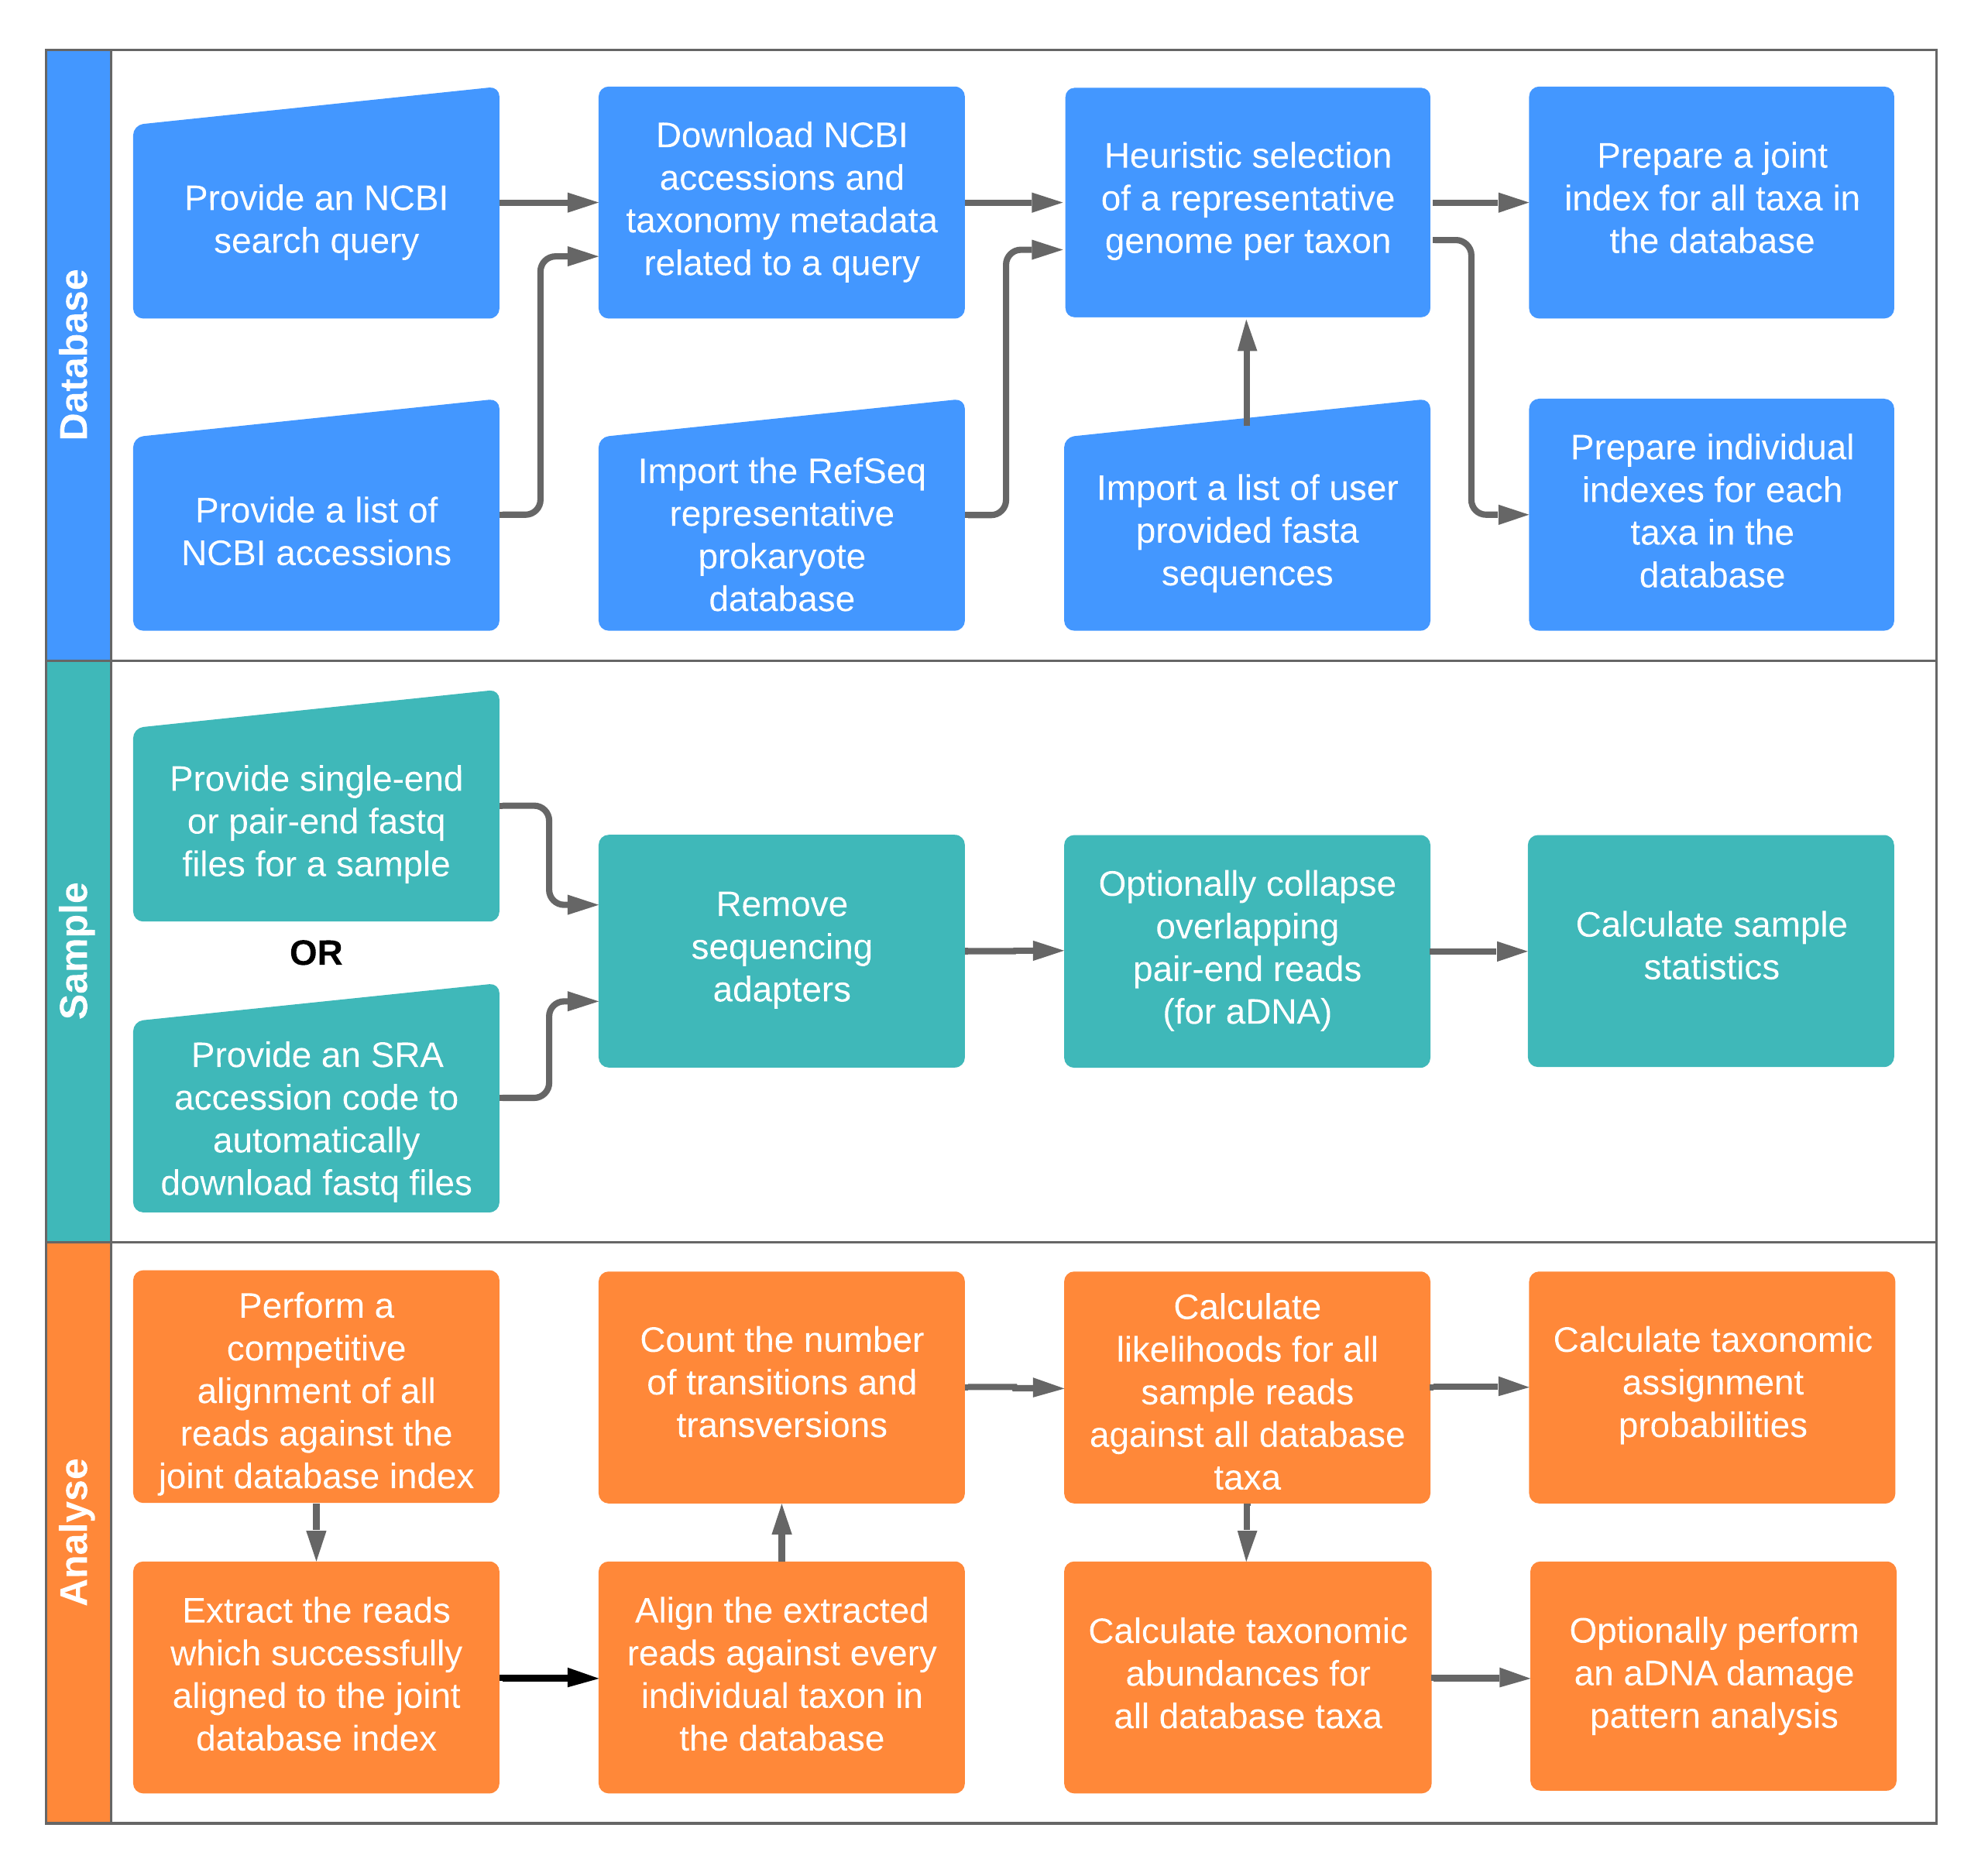 Database
Provide an NCBI
search query
Download NCBI
accessions and
taxonomy metadata
related to a query
Heuristic selection
of a representative
genome per taxon
Prepare a joint
index for all taxa in
the database
Provide a list of
NCBI accessions
Import the RefSeq
representative
prokaryote
database
Import a list of user
provided fasta
sequences
Prepare individual
indexes for each
taxa in the
database
Sample
Provide single-end
or pair-end fastq
files for a sample
OR
Provide an SRA
accession code to
automatically
download fastq files
Remove
sequencing
adapters
Optionally collapse
overlapping
pair-end reads
(for aDNA)
Calculate sample
statistics
Analyse
Perform a
competitive
alignment of all
reads against the
joint database index
Count the number
of transitions and
transversions
Calculate
likelihoods for all
sample reads
against all database
taxa
Calculate taxonomic
assignment
probabilities
Extract the reads
which successfully
aligned to the joint
database index
Align the extracted
reads against every
individual taxon in
the database
Calculate taxonomic
abundances for
all database taxa
Optionally perform
an aDNA damage
pattern analysis